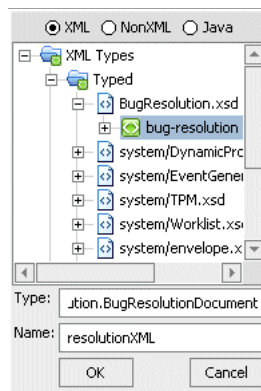 XML NonXML Java
XML Types
Typed
BugResolution.xsd
bug-resolution
system/DynamicPrc
system/EventGener
system/TPM.xsd
system/Worklist.xs
system/envelope.x
Type: ution.BugResolutionDocument
Name: resolutionXML
OK Cancel